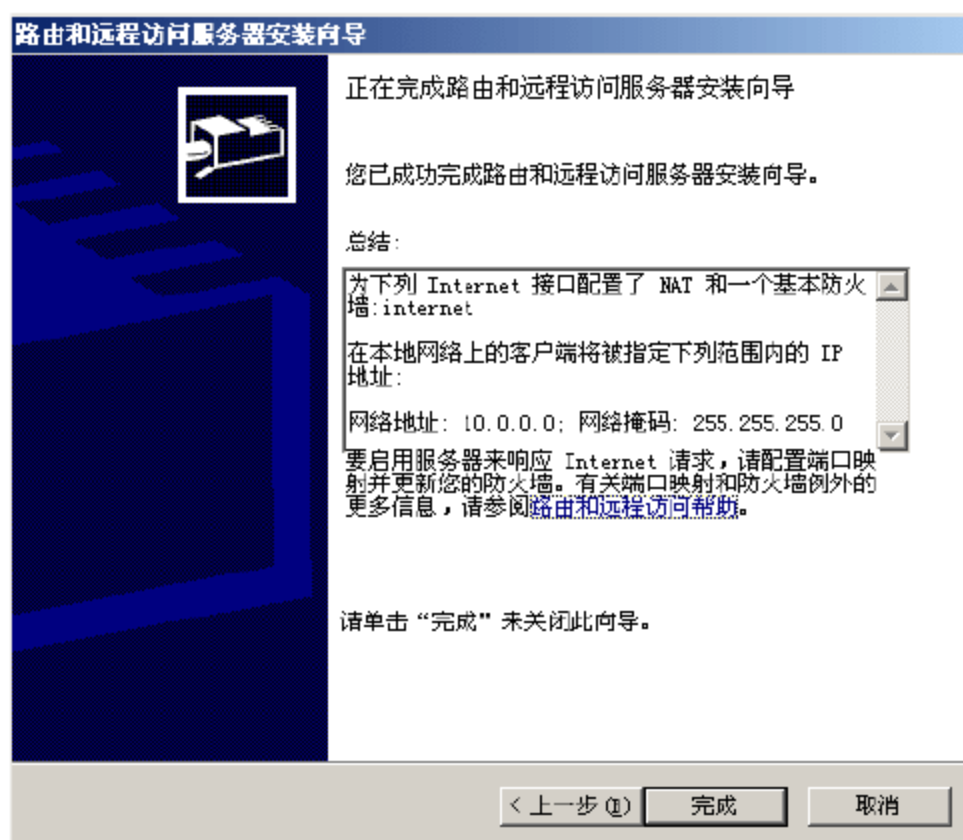 路由和远程访问服务器安装向导
正在完成路由和远程访问服务器安装向导
您已成功完成路由和远程访问服务器安装向导。
总结:
为下列 Internet 接口配置了 NAT 和一个基本防火
墙:internet
在本地网络上的客户端将被指定下列范围内的 IP
地址:
网络地址: 10.0.0.0; 网络掩码: 255.255.255.0
要启用服务器来响应 Internet 请求，请配置端口映
射并更新您的防火墙。有关端口映射和防火墙例外的
更多信息，请参阅路由和远程访问帮助。
请单击“完成”来关闭此向导。
< 上一步(B)
完成
取消